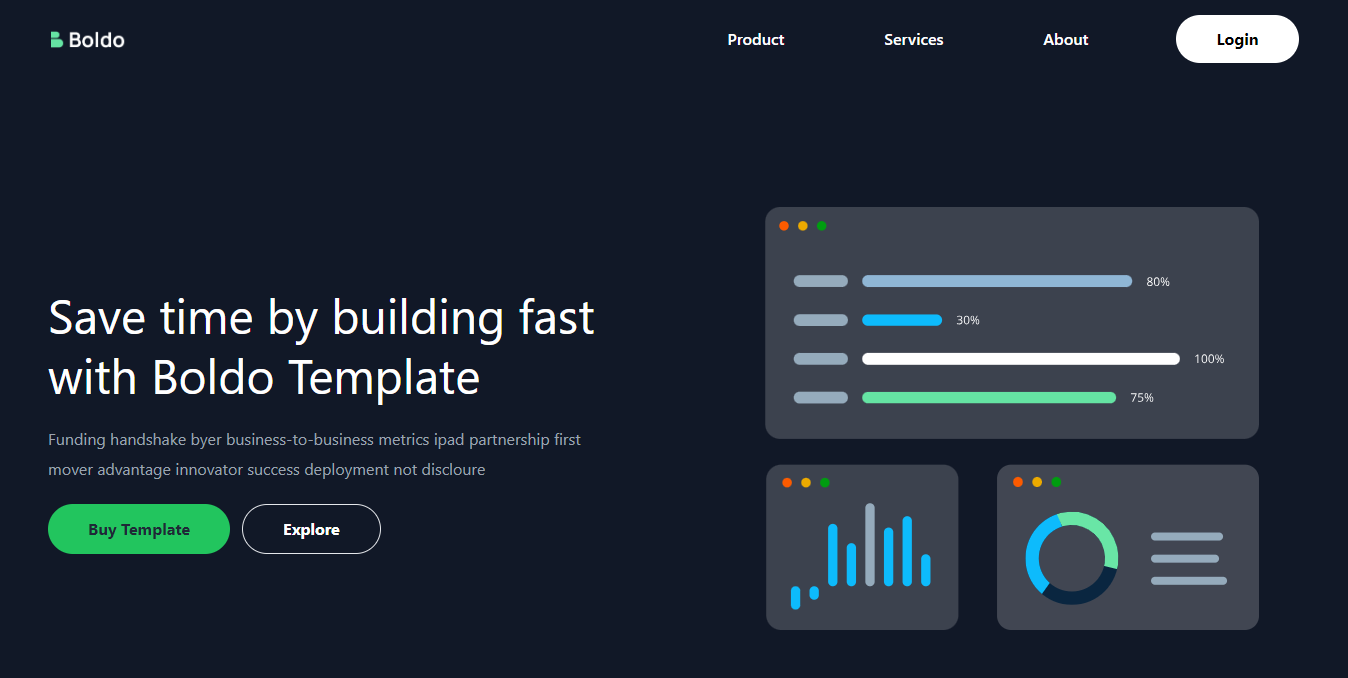 Boldo
Product
Services
About
Login
Save time by building fast
with Boldo Template
Funding handshake byer business-to-business metrics ipad partnership first
mover advantage innovator success deployment not discloure
Buy Template
Explore
80%
30%
100%
75%